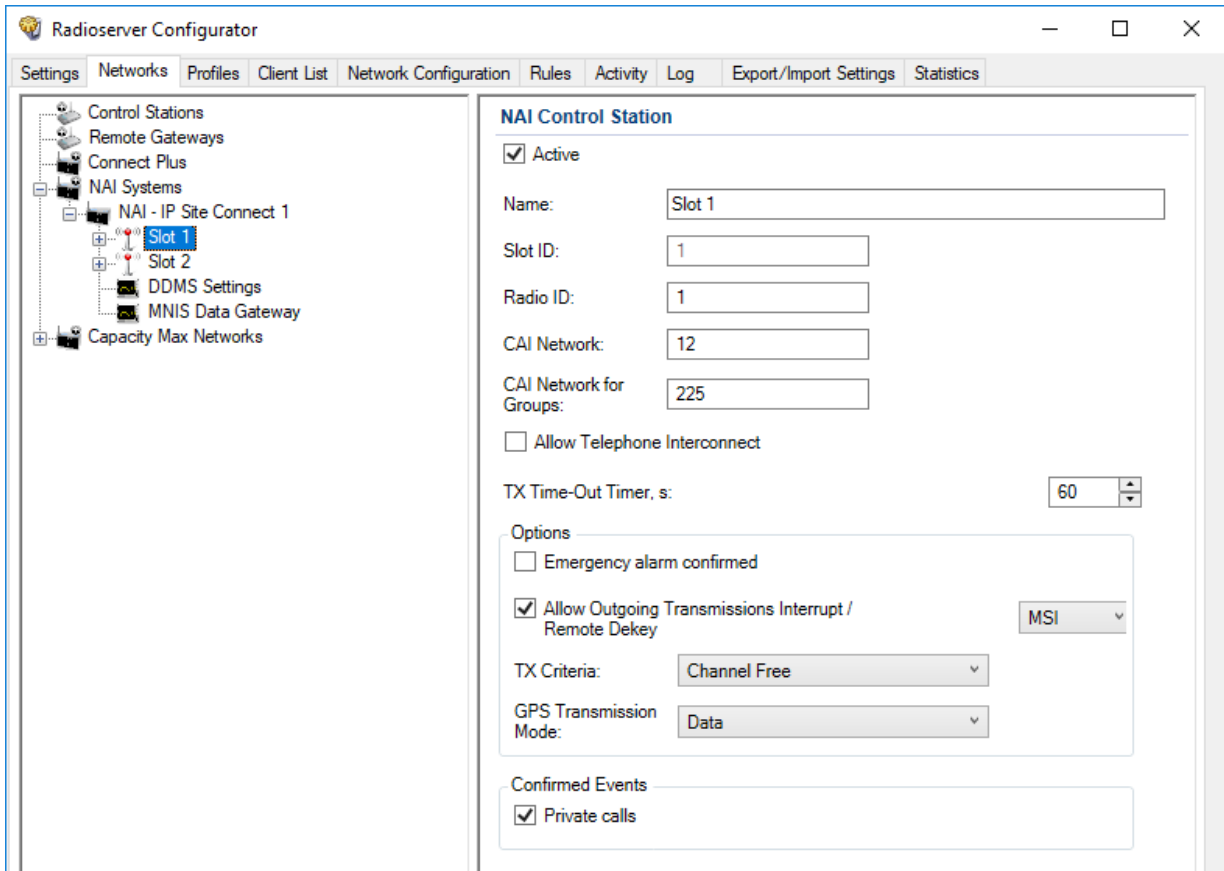 Radioserver Configurator
Settings Networks Profiles Client List Network Configuration Rules Activity Log Export/Import Settings Statistics
Control Stations
Remote Gateways
Connect Plus
NAI Systems
NAI - IP Site Connect 1
Slot 1
Slot 2
DDMS Settings
MNIS Data Gateway
Capacity Max Networks
NAI Control Station
Active
Name: Slot 1
Slot ID: 1
Radio ID: 1
CAI Network: 12
CAI Network for
Groups: 225
Allow Telephone Interconnect
TX Time-Out Timer, s: 60
Options
Emergency alarm confirmed
Allow Outgoing Transmissions Interrupt /
Remote Dekey MSI
TX Criteria: Channel Free
GPS Transmission
Mode: Data
Confirmed Events
Private calls